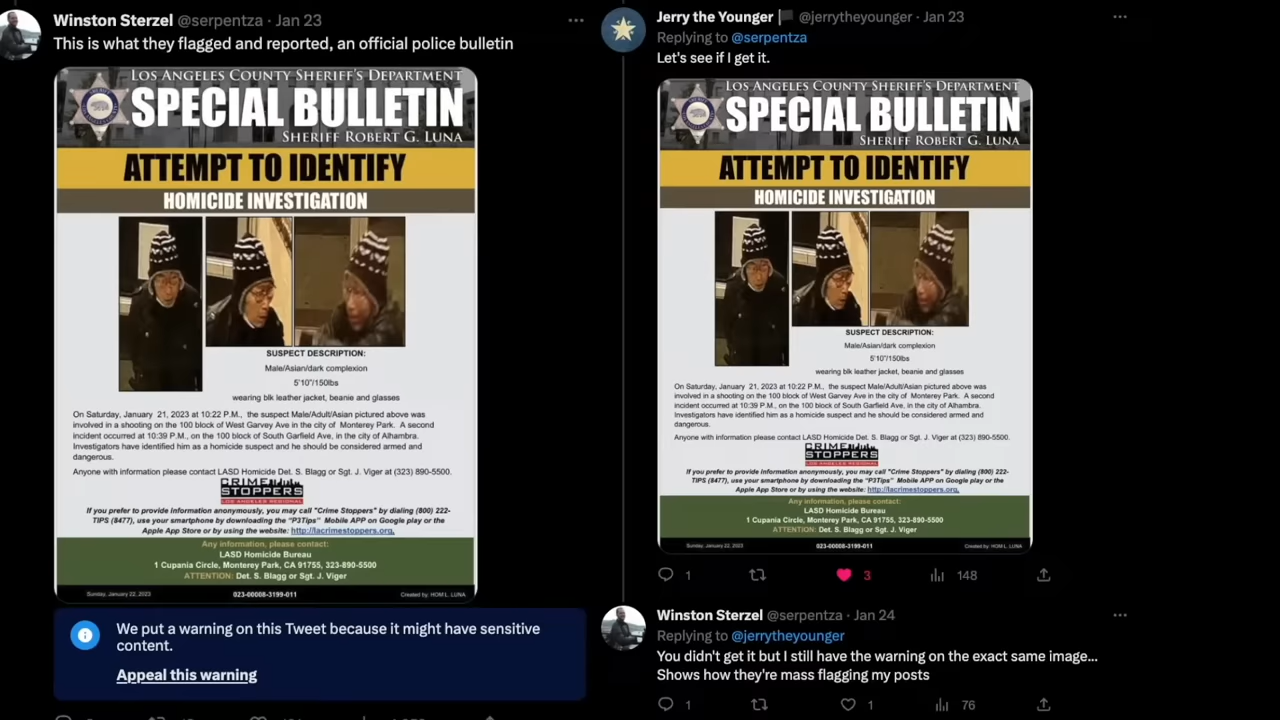 Winston Sterzel @serpentza · Jan 23
This is what they flagged and reported, an official police bulletin
LOS ANGELES COUNTY SHERIFF'S DEPARTMENT
SPECIAL BULLETIN
SHERIFF ROBERT G. LUNA
ATTEMPT TO IDENTIFY
HOMICIDE INVESTIGATION
SUSPECT DESCRIPTION:
Male/Asian/dark complexion
5'10"/150lbs
wearing blk leather jacket, beanie and glasses
On Saturday, January 21, 2023 at 10:22 P.M., the suspect Male/Adult/Asian pictured above was
involved in a shooting on the 100 block of West Garvey Ave in the city of Monterey Park. A second
incident occurred at 10:39 P.M., on the 100 block of South Garfield Ave, in the city of Alhambra.
Investigators have identified him as a homicide suspect and he should be considered armed and
dangerous.
Anyone with information please contact LASD Homicide Det. S. Blagg or Sgt. J. Viger at (323) 890-5500.
CRIME
STOPPERS
LOS ANGELES REGIONAL
If you prefer to provide information anonymously, you may call "Crime Stoppers" by dialing (800) 222-
TIPS (8477), use your smartphone by downloading the "P3Tips" Mobile APP on Google play or the
Apple App Store or by using the website: http://lacrimestoppers.org.
Any information, please contact:
LASD Homicide Bureau
1 Cupania Circle, Monterey Park, CA 91755, 323-890-5500
ATTENTION: Det. S. Blagg or Sgt. J. Viger
Sunday, January 22, 2023
023-00008-3199-011
Created by: HOM L. LUNA
We put a warning on this Tweet because it might have sensitive
content.
Appeal this warning
Jerry the Younger @jerrytheyounger · Jan 23
Replying to @serpentza
Let's see if I get it.
LOS ANGELES COUNTY SHERIFF'S DEPARTMENT
SPECIAL BULLETIN
SHERIFF ROBERT G. LUNA
ATTEMPT TO IDENTIFY
HOMICIDE INVESTIGATION
SUSPECT DESCRIPTION:
Male/Asian/dark complexion
5'10"/150lbs
wearing blk leather jacket, beanie and glasses
On Saturday, January 21, 2023 at 10:22 P.M., the suspect Male/Adult/Asian pictured above was
involved in a shooting on the 100 block of West Garvey Ave in the city of Monterey Park. A second
incident occurred at 10:39 P.M., on the 100 block of South Garfield Ave, in the city of Alhambra.
Investigators have identified him as a homicide suspect and he should be considered armed and
dangerous.
Anyone with information please contact LASD Homicide Det. S. Blagg or Sgt. J. Viger at (323) 890-5500.
CRIME
STOPPERS
LOS ANGELES REGIONAL
If you prefer to provide information anonymously, you may call "Crime Stoppers" by dialing (800) 222-
TIPS (8477), use your smartphone by downloading the "P3Tips" Mobile APP on Google play or the
Apple App Store or by using the website: http://lacrimestoppers.org.
Any information, please contact:
LASD Homicide Bureau
1 Cupania Circle, Monterey Park, CA 91755, 323-890-5500
ATTENTION: Det. S. Blagg or Sgt. J. Viger
Sunday, January 22, 2023
023-00008-3199-011
Created by: HOM L. LUNA
1 3 148
Winston Sterzel @serpentza · Jan 24
Replying to @jerrytheyounger
You didn't get it but I still have the warning on the exact same image...
Shows how they're mass flagging my posts
1 1 76